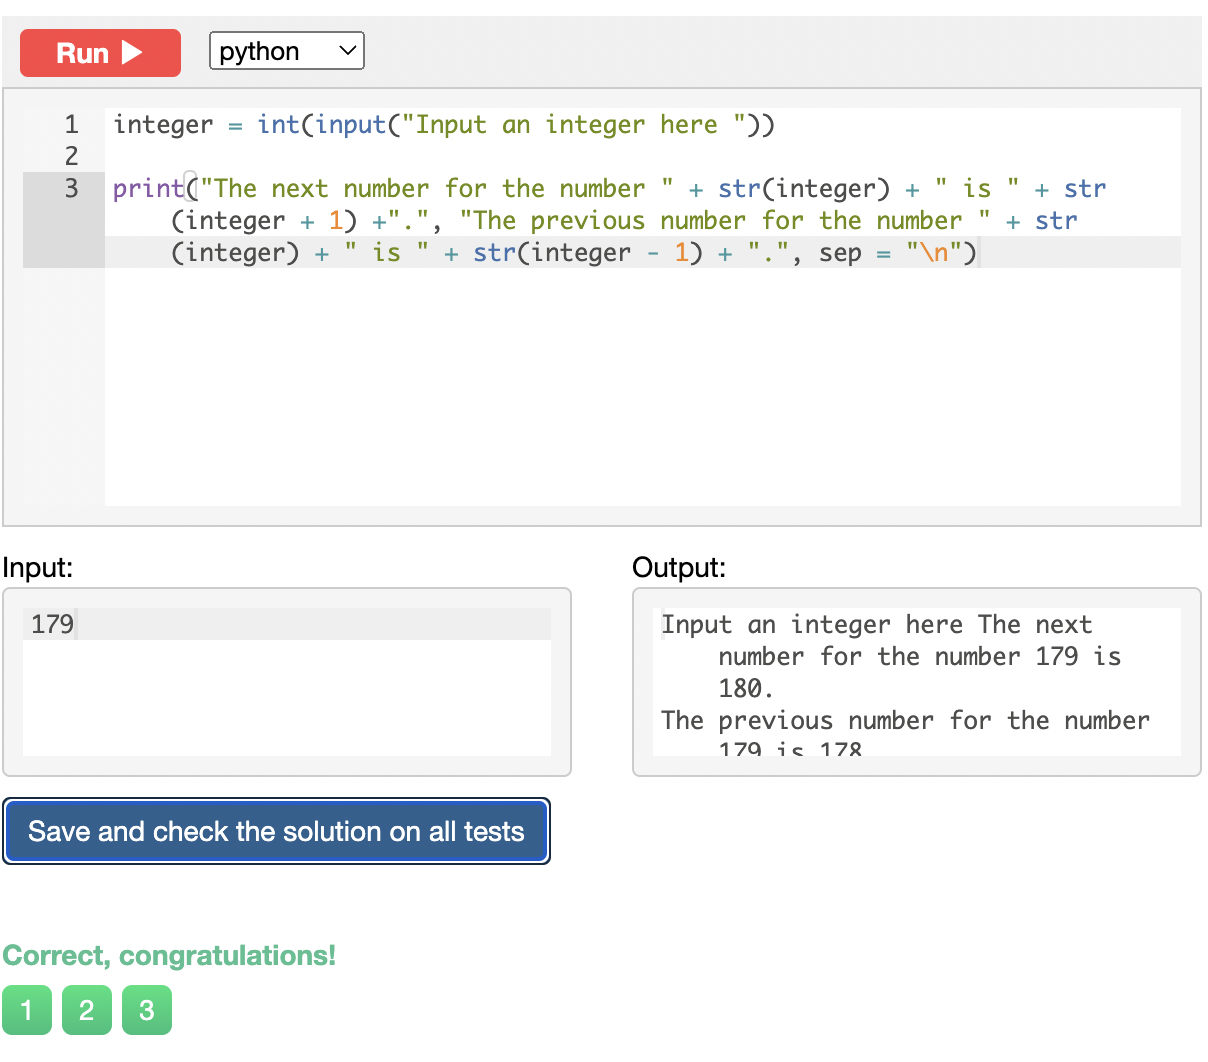 Run
python
1 integer = int(input("Input an integer here "))
2
3 print("The next number for the number " + str(integer) + " is " + str
(integer + 1) +".", "The previous number for the number " + str
(integer) + " is " + str(integer - 1) + ".", sep = "\n")
Input:
179
Output:
Input an integer here The next
number for the number 179 is
180.
The previous number for the number
179 is 178
Save and check the solution on all tests
Correct, congratulations!
1 2 3